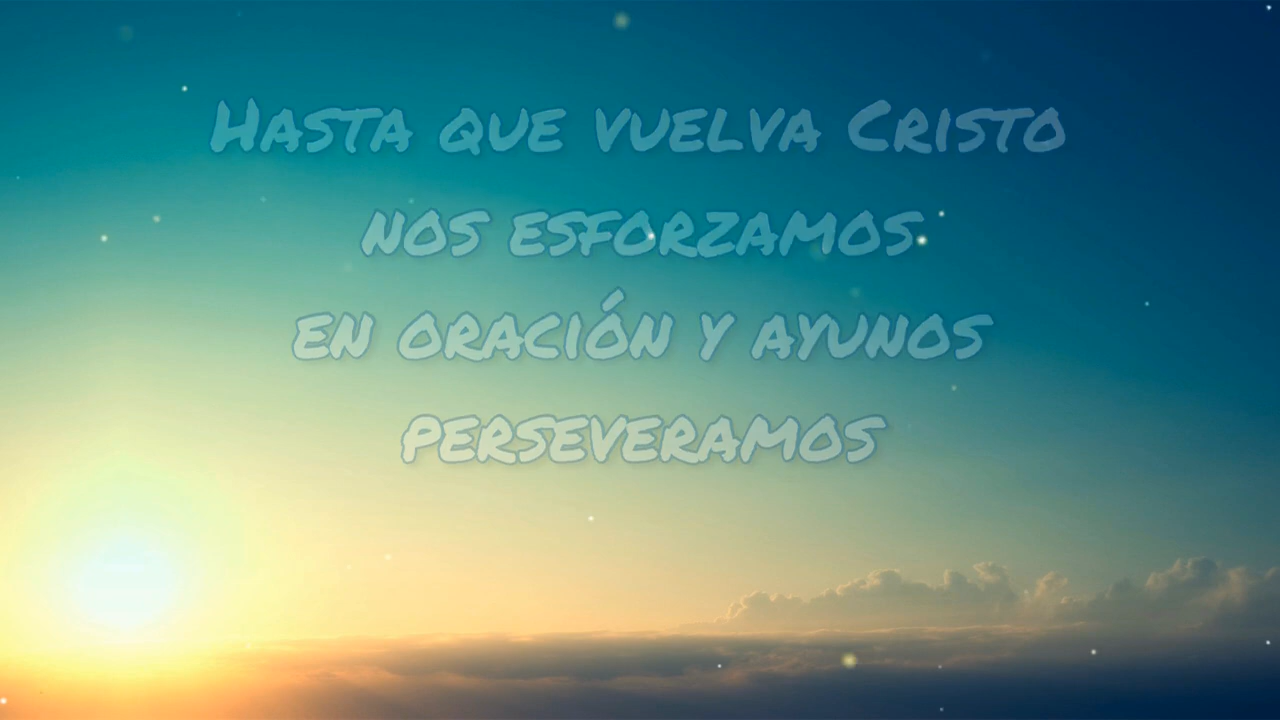 Hasta que vuelva Cristo
nos esforzamos
en oración y ayunos
perseveramos